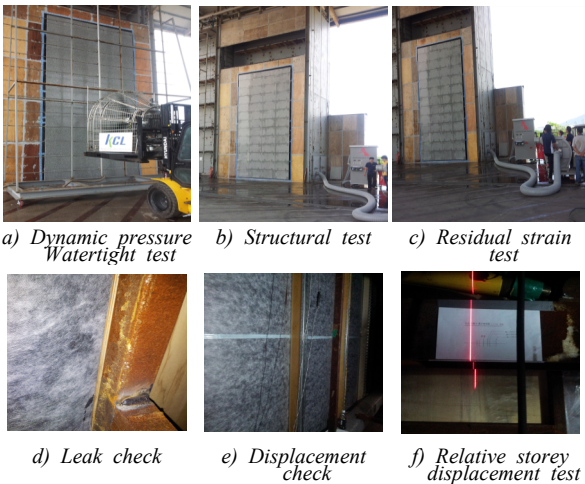 KCL
a) Dynamic pressure
Watertight test
b) Structural test
c) Residual strain
test
d) Leak check
e) Displacement
check
f) Relative storey
displacement test